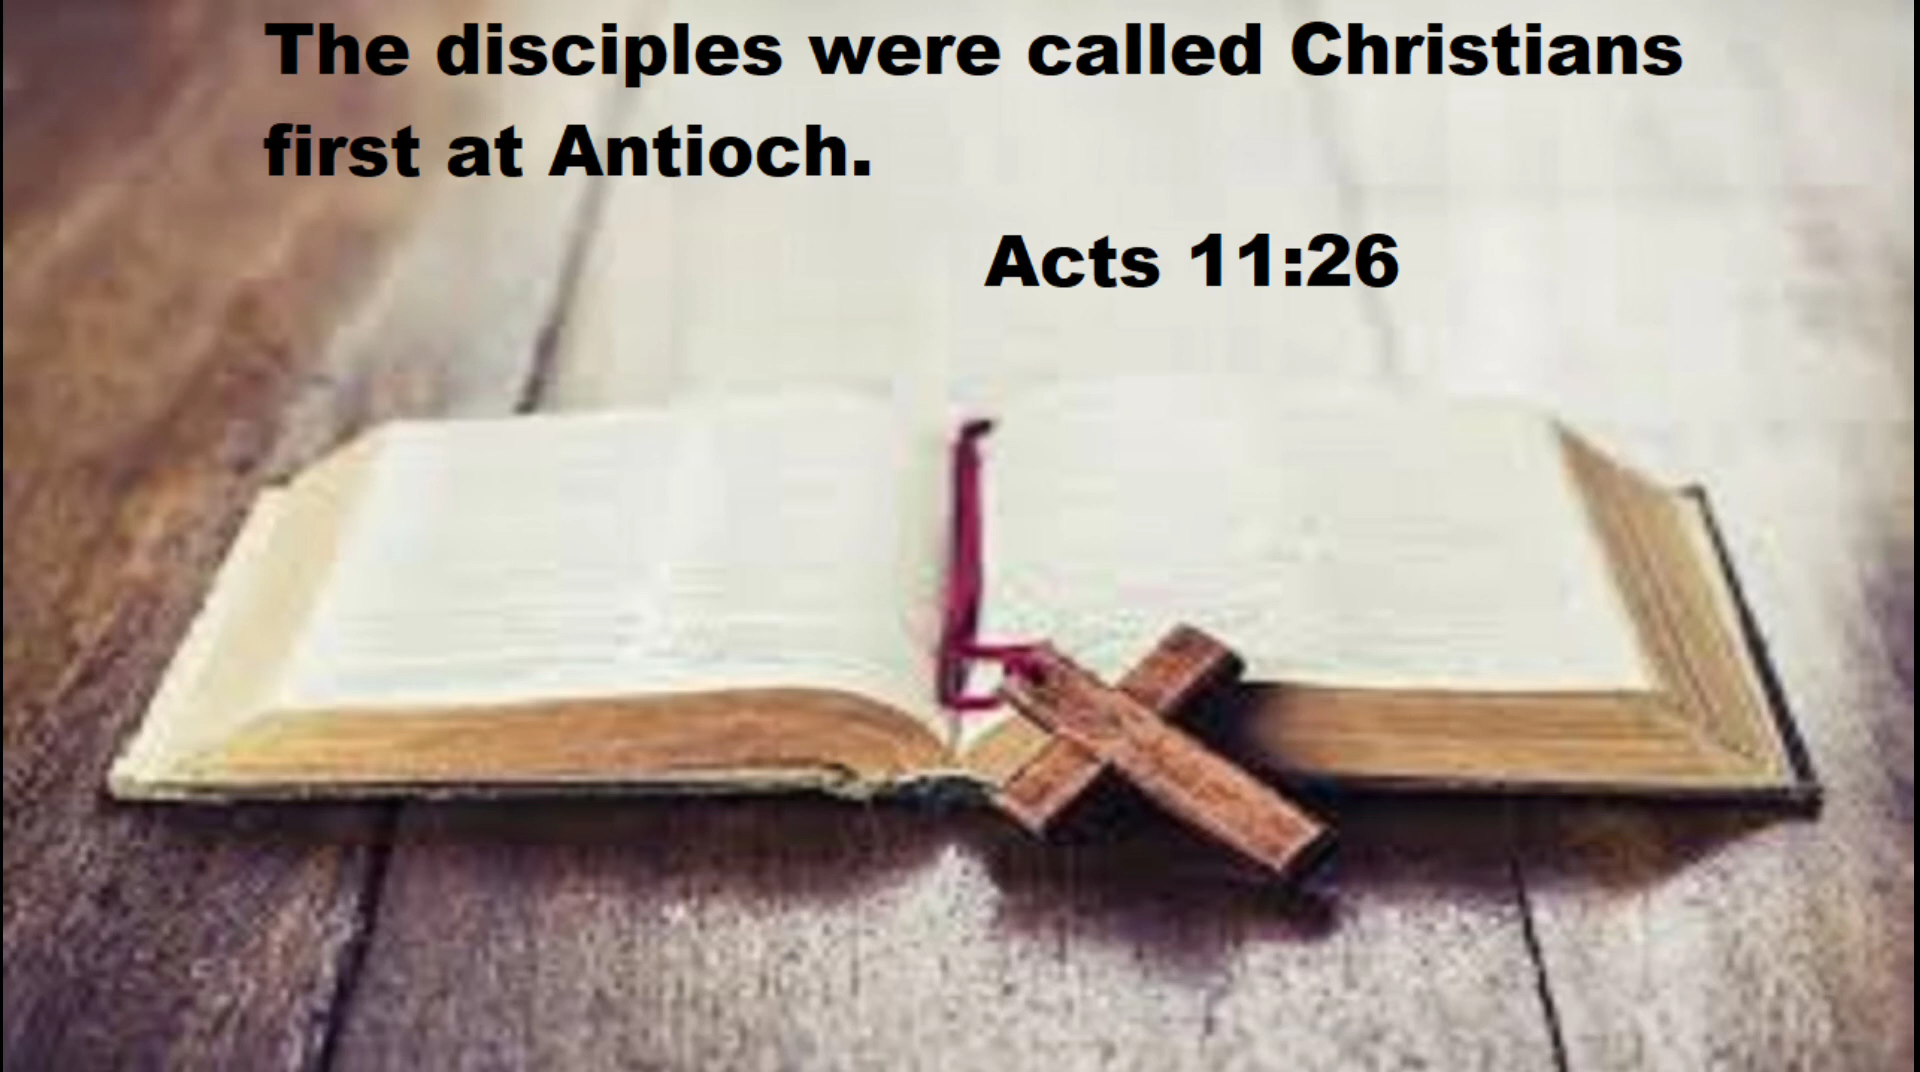 The disciples were called Christians
first at Antioch.
Acts 11:26